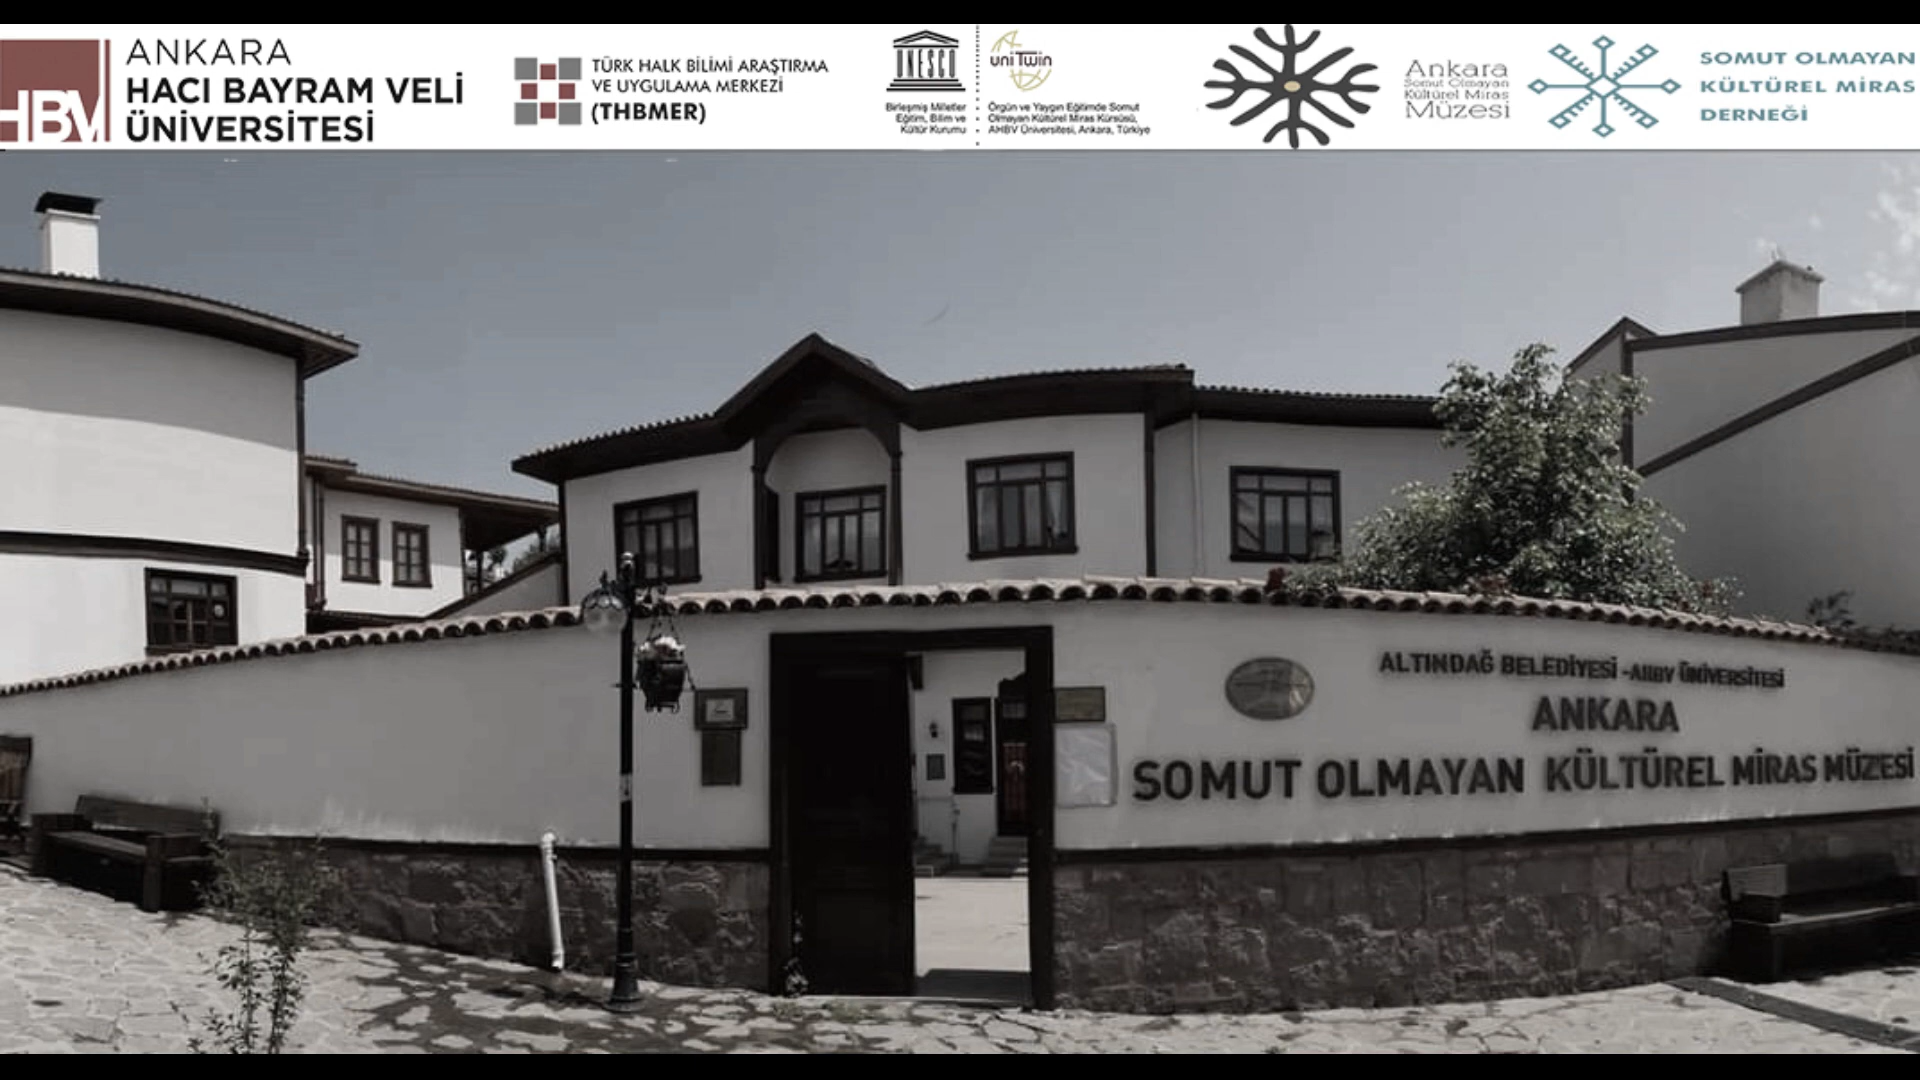 HBV
ANKARA
HACI BAYRAM VELİ
ÜNİVERSİTESİ
TÜRK HALK BİLİMİ ARAŞTIRMA
VE UYGULAMA MERKEZİ
(THBMER)
UNESCO
Birleşmiş Milletler
Eğitim, Bilim ve
Kültür Kurumu
uniTwin
Örgün ve Yaygın Eğitimde Somut
Olmayan Kültürel Miras Kürsüsü,
AHBV Üniversitesi, Ankara, Türkiye
Ankara
Somut Olmayan
Kültürel Miras
Müzesi
SOMUT OLMAYAN
KÜLTÜREL MİRAS
DERNEĞİ
ALTINDAĞ BELEDİYESİ -AHBV ÜNİVERSİTESİ
ANKARA
SOMUT OLMAYAN KÜLTÜREL MİRAS MÜZESİ